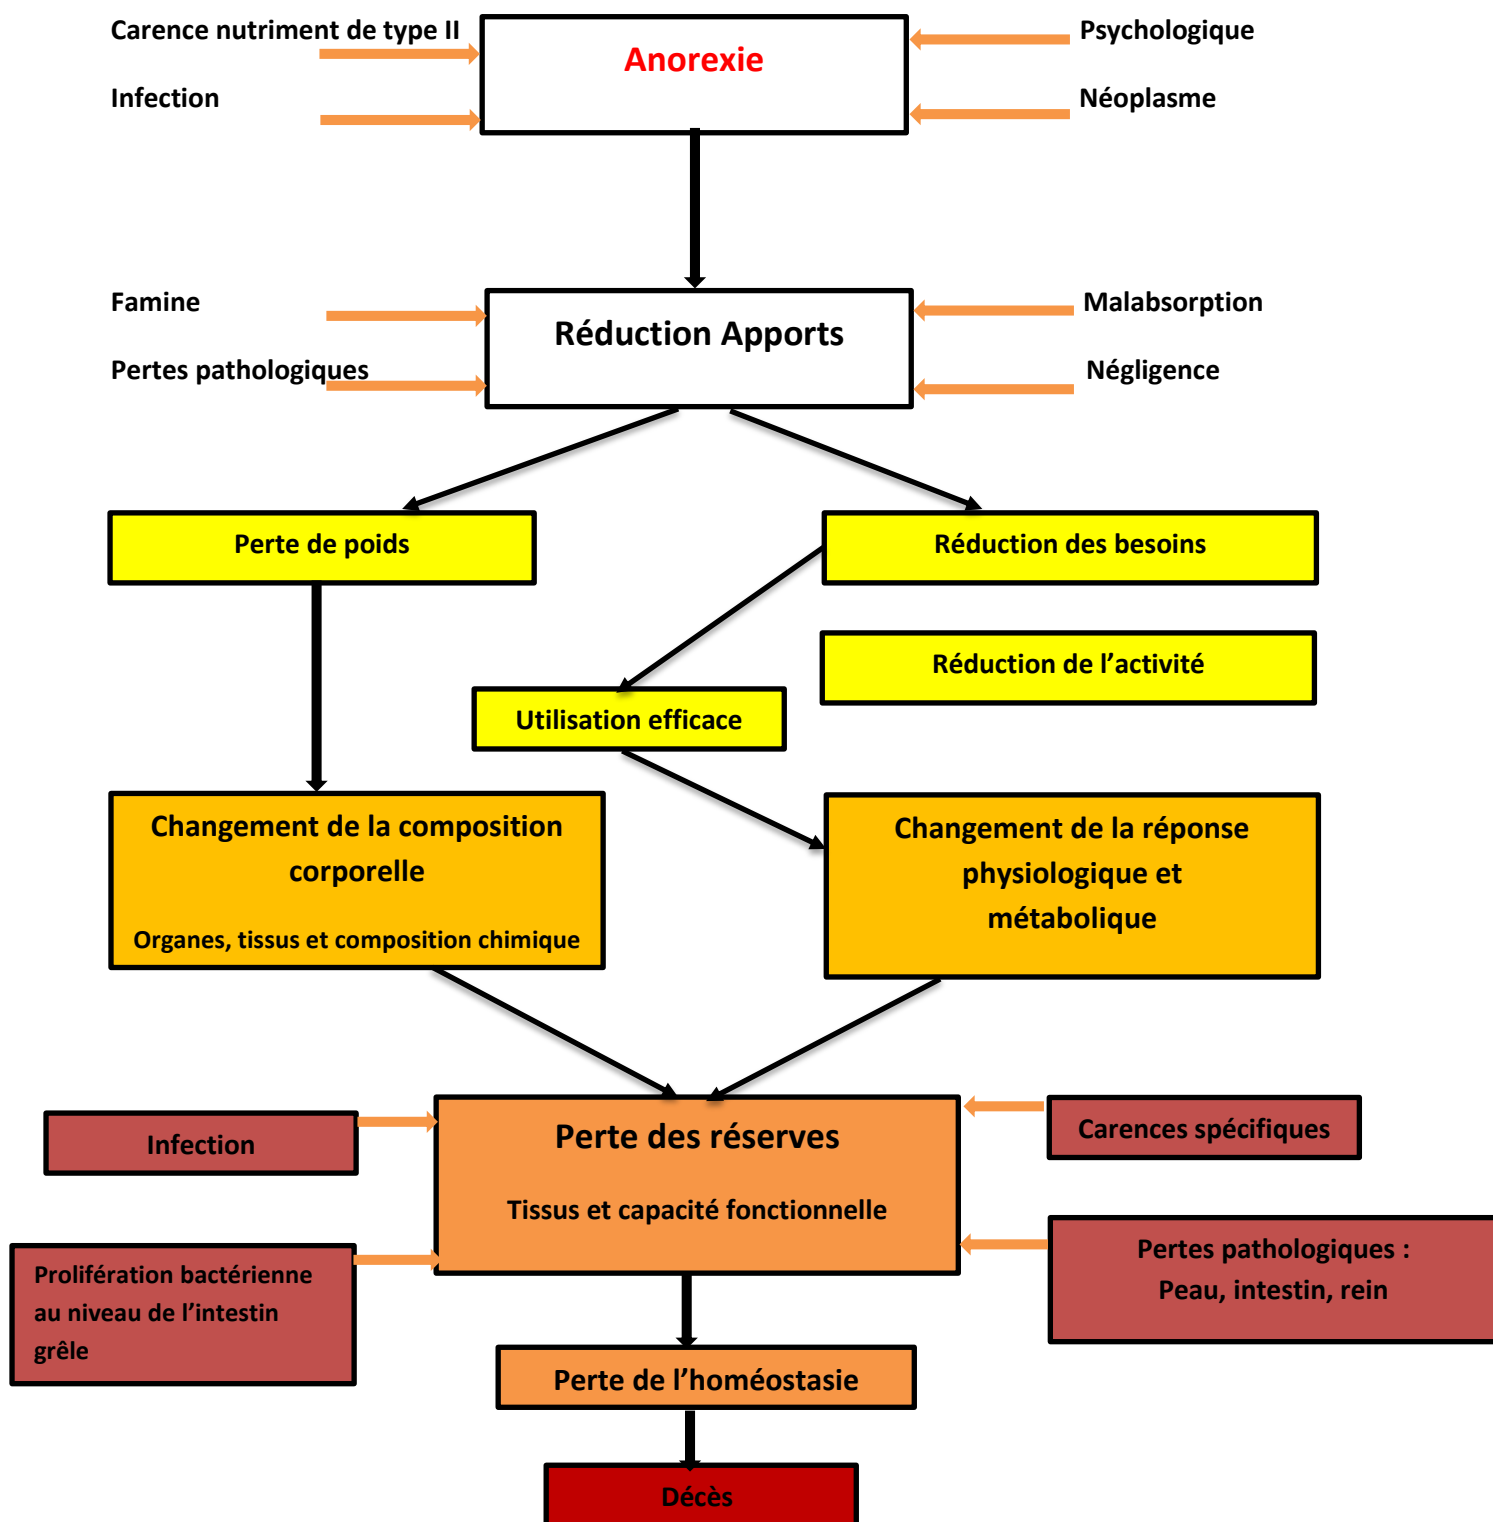 Carence nutriment de type II
Psychologique
Anorexie
Infection
Néoplasme
Famine
Malabsorption
Réduction Apports
Pertes pathologiques
Négligence
Perte de poids
Réduction des besoins
Réduction de l’activité
Utilisation efficace
Changement de la composition
corporelle
Organes, tissus et composition chimique
Changement de la réponse
physiologique et
métabolique
Infection
Perte des réserves
Tissus et capacité fonctionnelle
Carences spécifiques
Prolifération bactérienne
au niveau de l’intestin
grêle
Pertes pathologiques :
Peau, intestin, rein
Perte de l’homéostasie
Décès